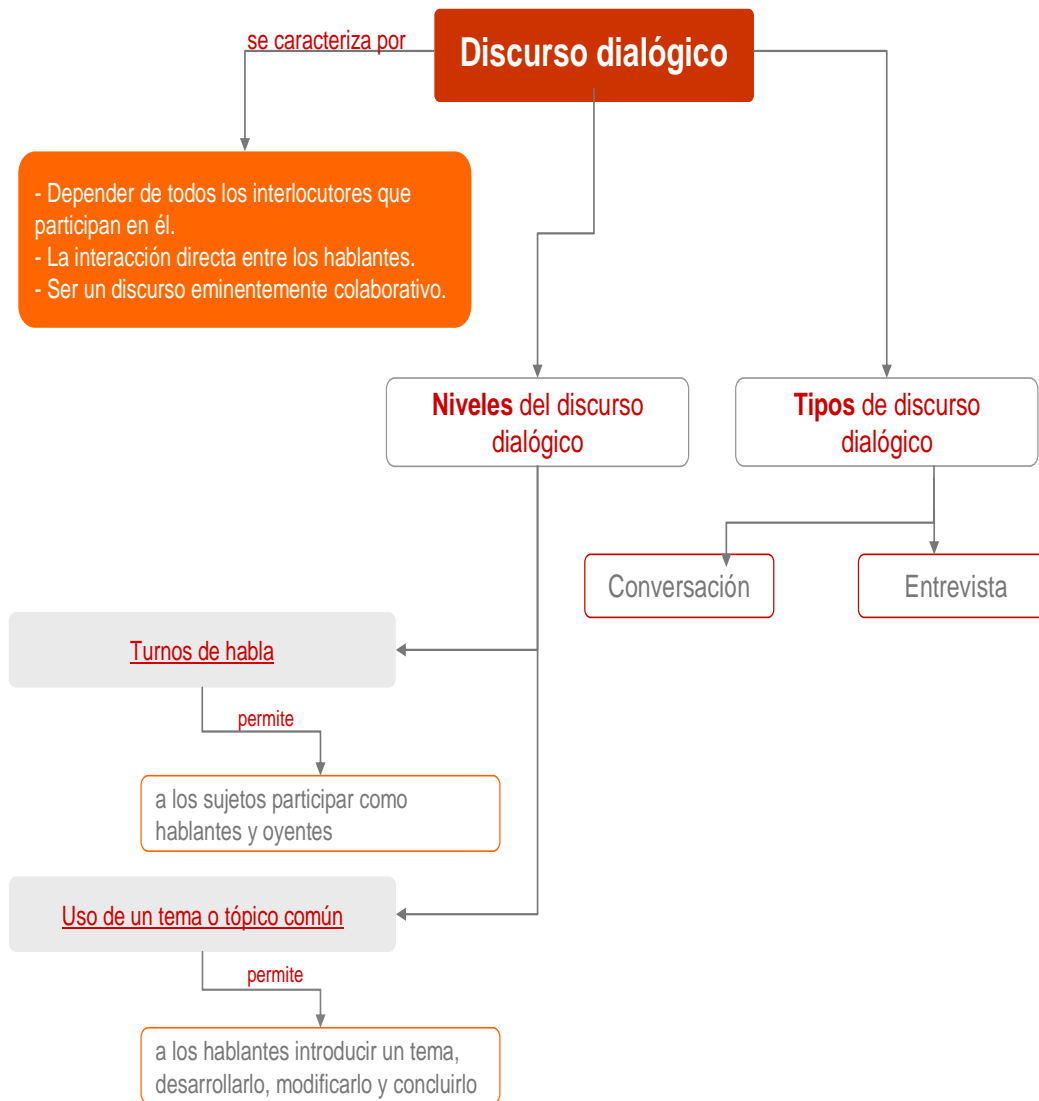 se caracteriza por
Discurso dialógico
- Depender de todos los interlocutores que
participan en él.
- La interacción directa entre los hablantes.
- Ser un discurso eminentemente colaborativo.
Niveles del discurso
dialógico
Tipos de discurso
dialógico
Conversación
Entrevista
Turnos de habla
permite
a los sujetos participar como
hablantes y oyentes
Uso de un tema o tópico común
permite
a los hablantes introducir un tema,
desarrollarlo, modificarlo y concluirlo